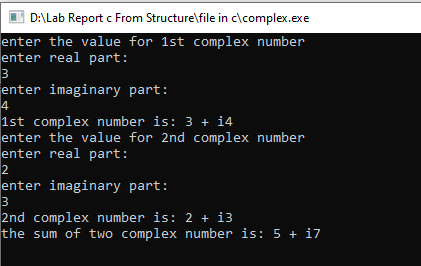 D:\Lab Report c From Structure\file in c\complex.exe
enter the value for 1st complex number
enter real part:
3
enter imaginary part:
4
1st complex number is: 3 + i4
enter the value for 2nd complex number
enter real part:
2
enter imaginary part:
3
2nd complex number is: 2 + i3
the sum of two complex number is: 5 + i7